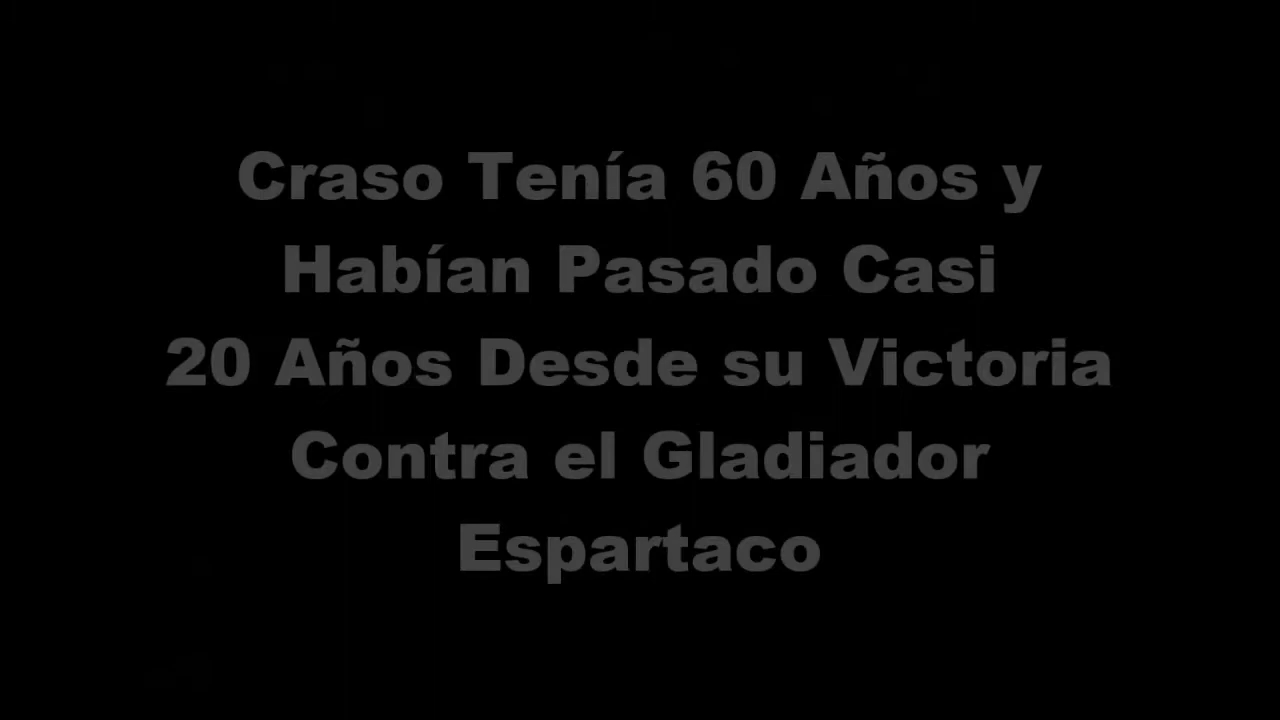 Craso Tenía 60 Años y
Habían Pasado Casi
20 Años Desde su Victoria
Contra el Gladiador
Espartaco